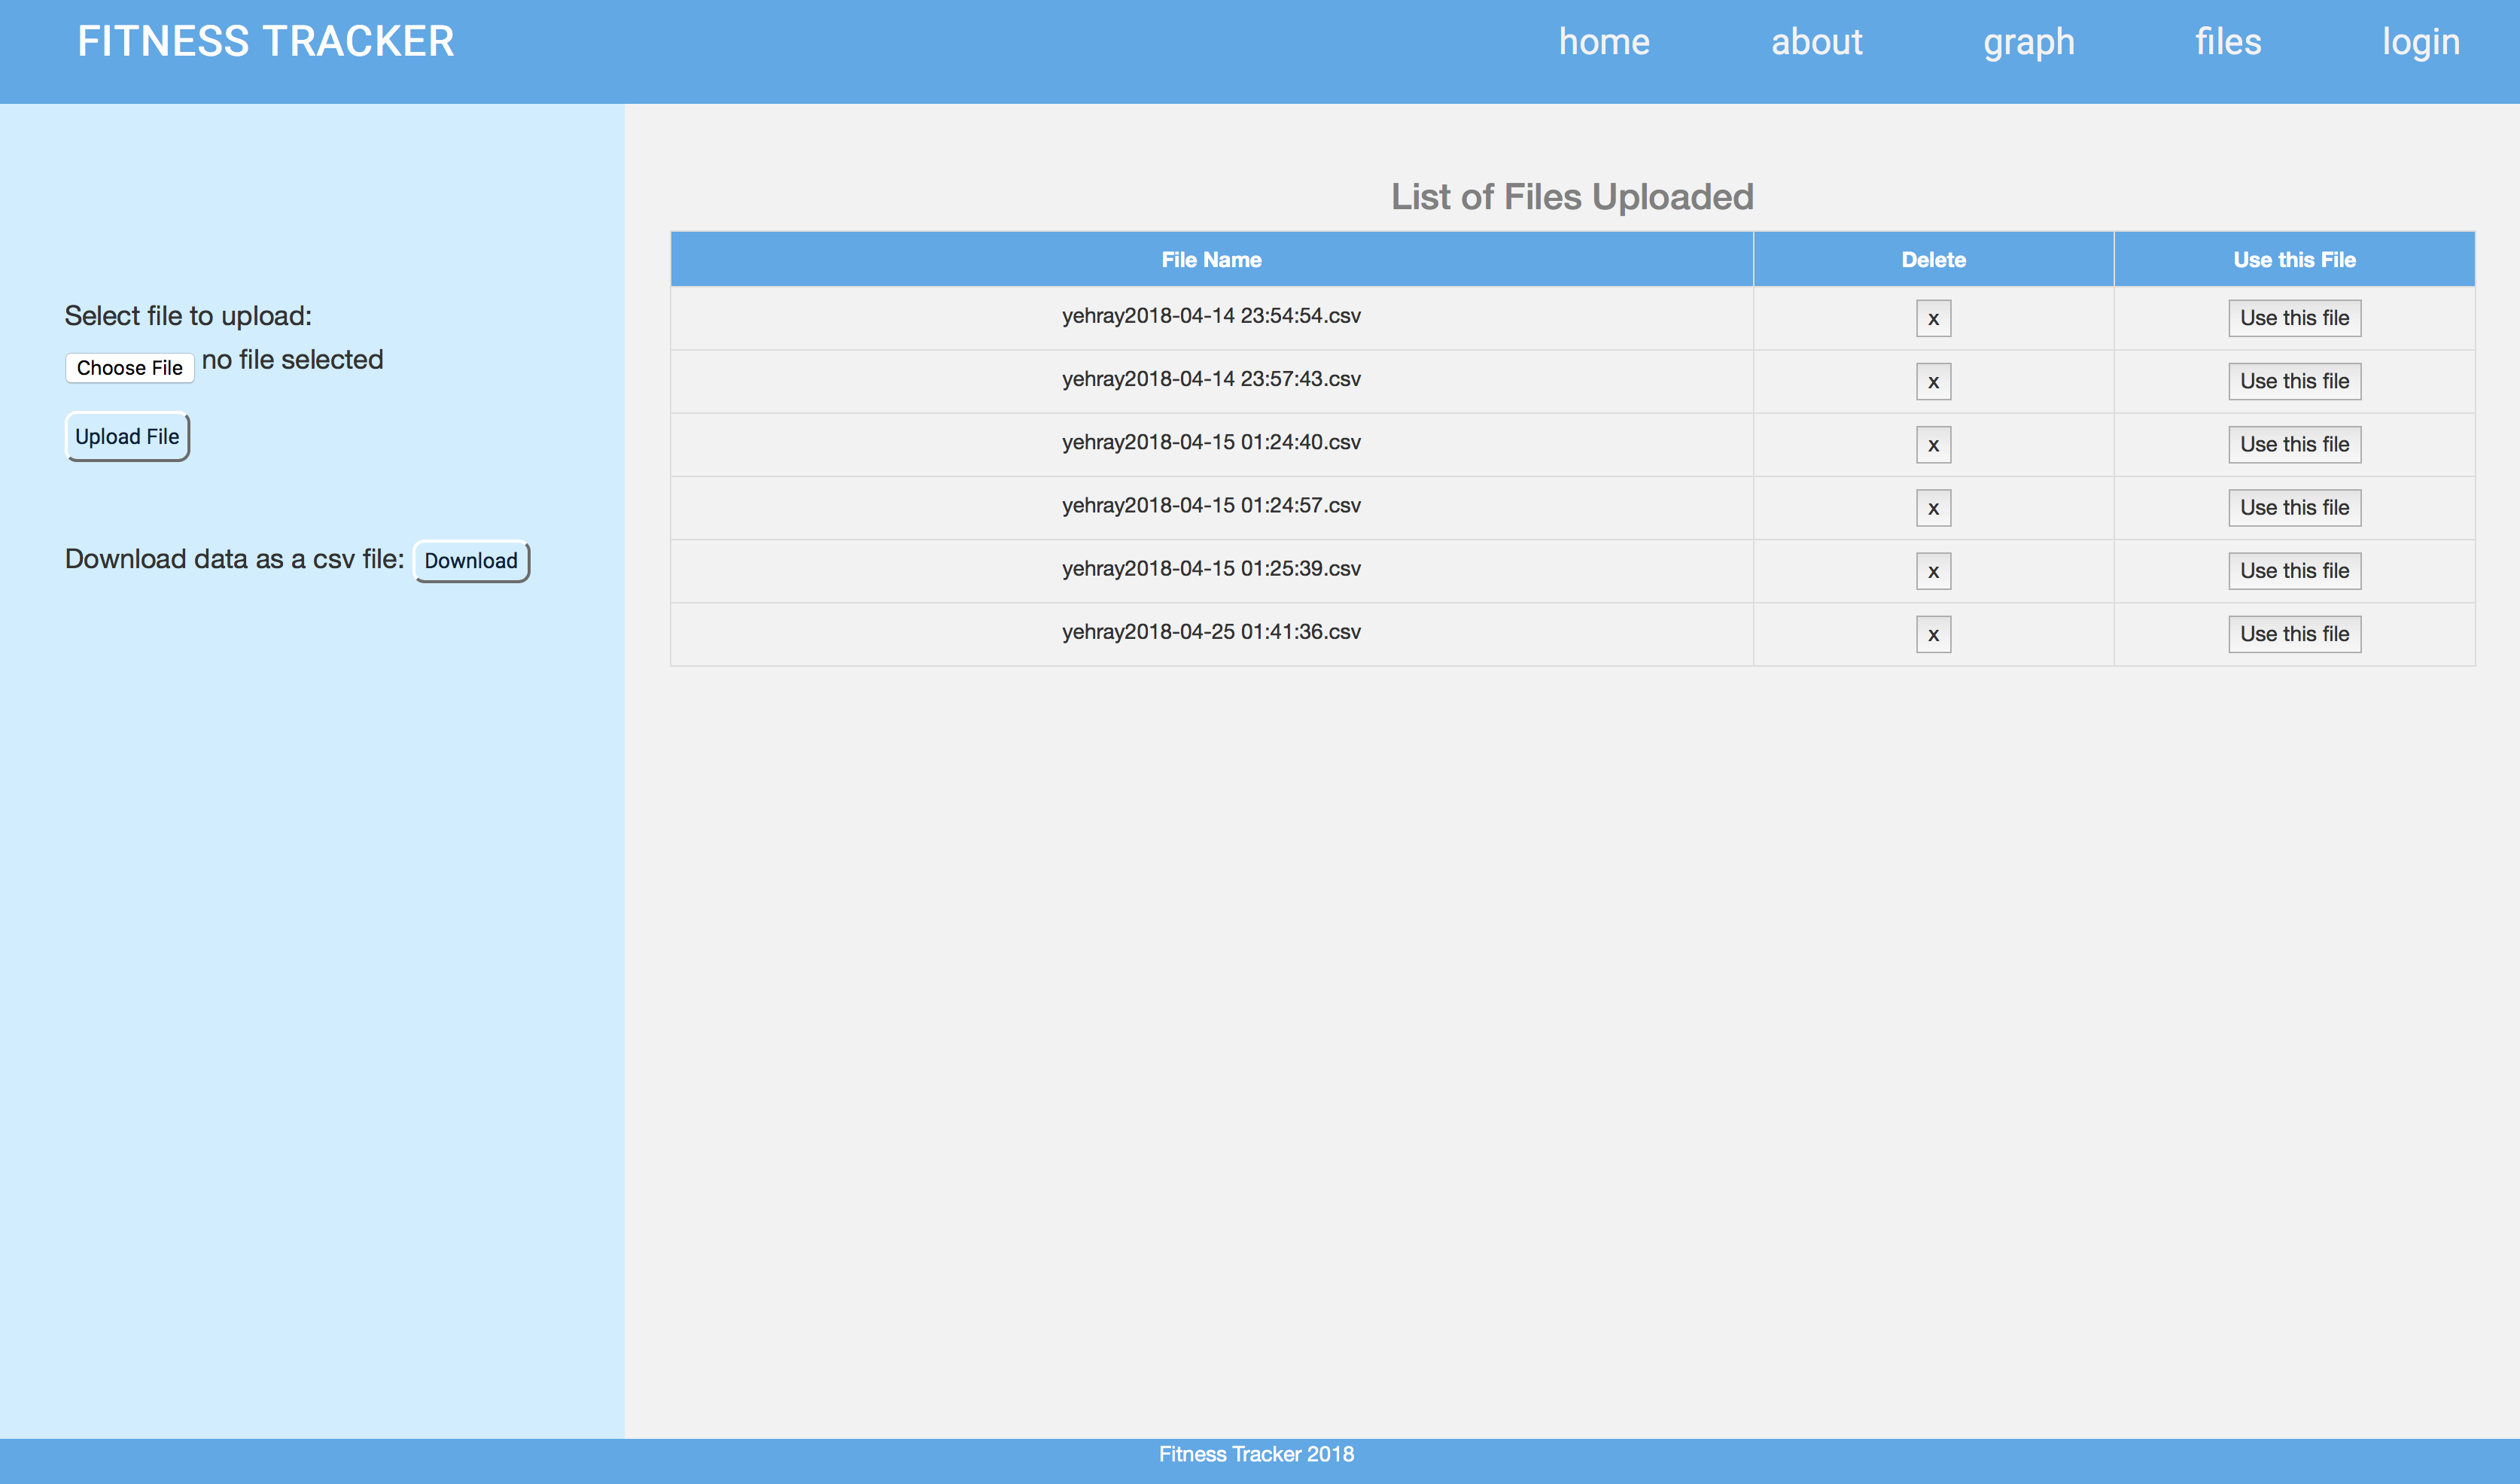 FITNESS TRACKER home about graph files login
Select file to upload:
Choose File no file selected
Upload File
Download data as a csv file: Download
List of Files Uploaded
File Name Delete Use this File
yehray2018-04-14 23:54:54.csv x Use this file
yehray2018-04-14 23:57:43.csv x Use this file
yehray2018-04-15 01:24:40.csv x Use this file
yehray2018-04-15 01:24:57.csv x Use this file
yehray2018-04-15 01:25:39.csv x Use this file
yehray2018-04-25 01:41:36.csv x Use this file
Fitness Tracker 2018